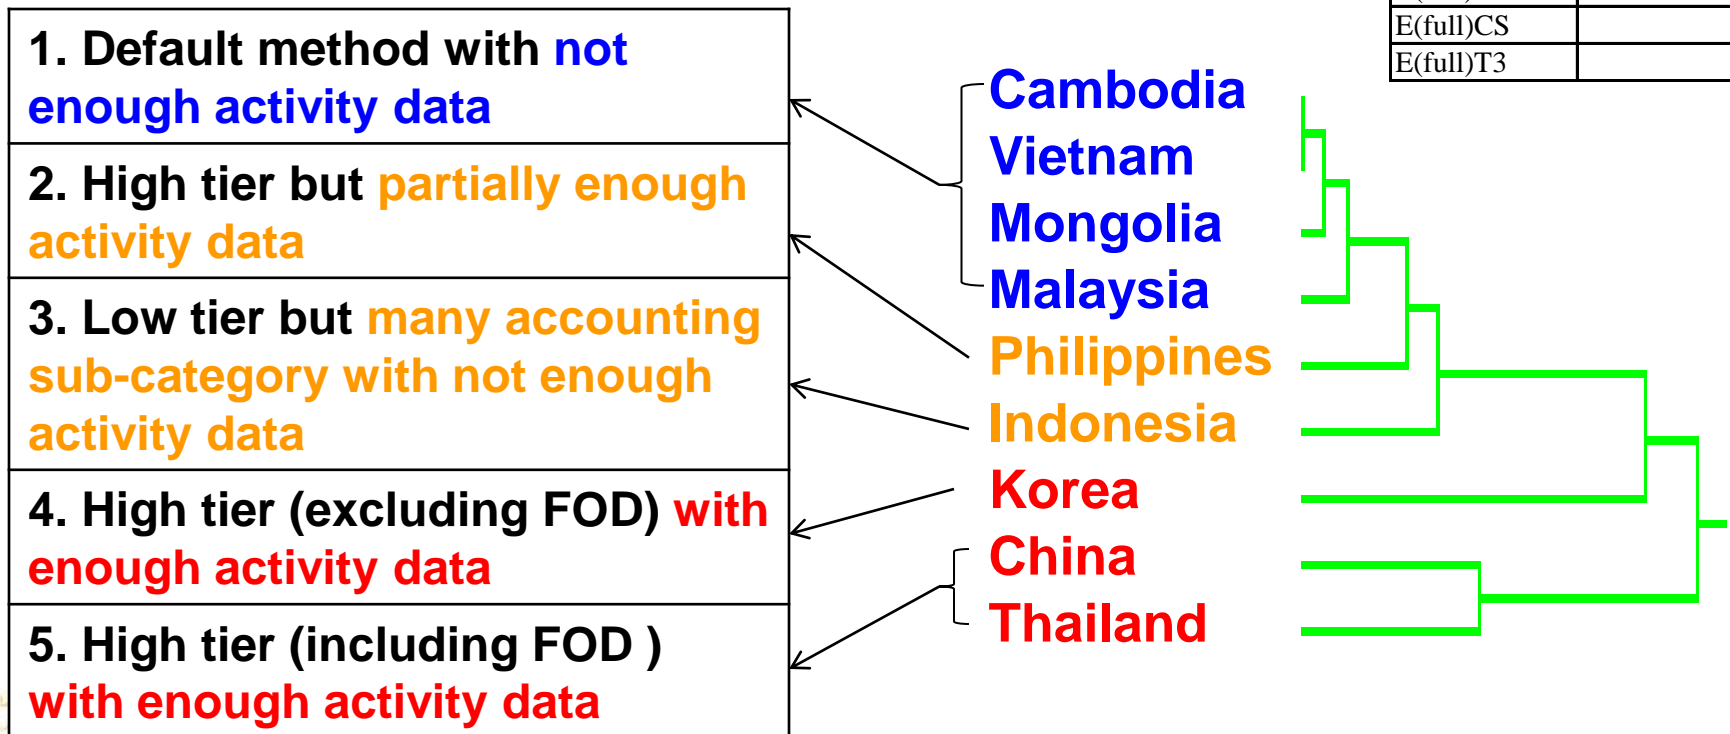 E(full)CS
E(full)T3
1. Default method with not
enough activity data
2. High tier but partially enough
activity data
3. Low tier but many accounting
sub-category with not enough
activity data
4. High tier (excluding FOD) with
enough activity data
5. High tier (including FOD )
with enough activity data
Cambodia
Vietnam
Mongolia
Malaysia
Philippines
Indonesia
Korea
China
Thailand